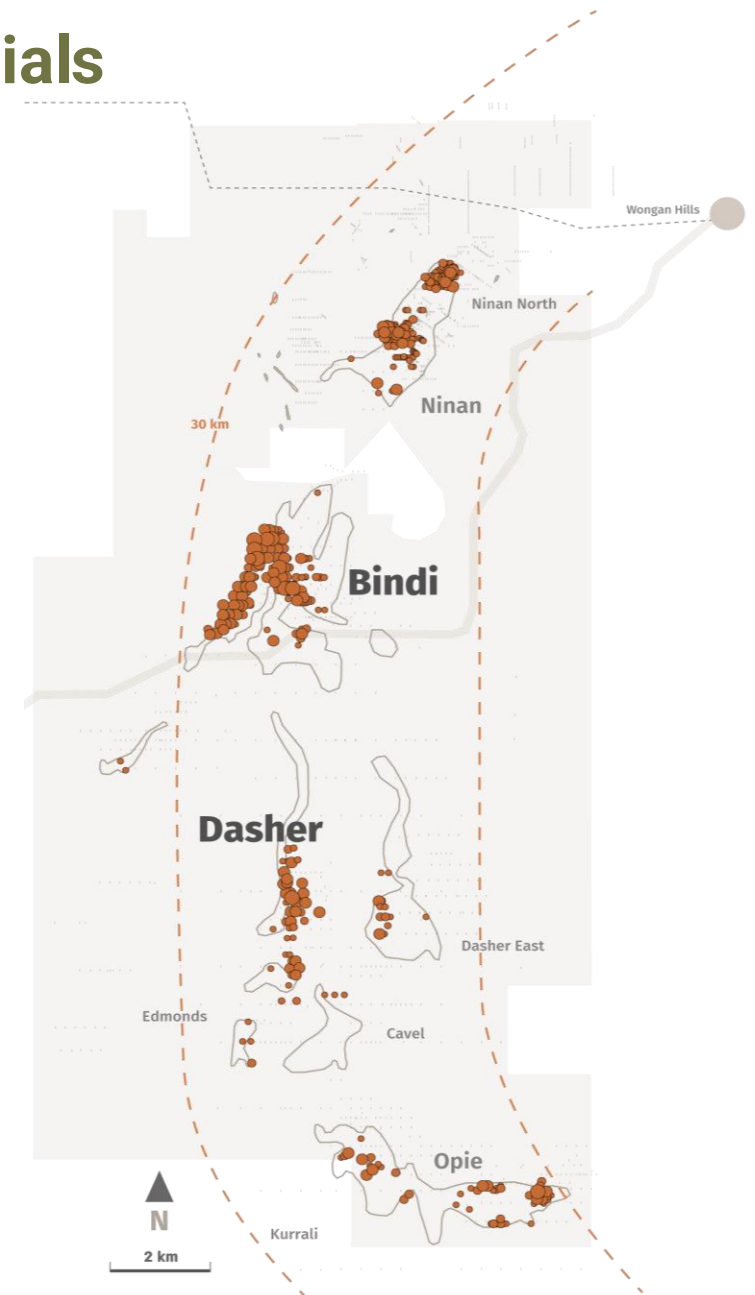 ials
Wongan Hills
Ninan North
Ninan
30 km
Bindi
Dasher
Dasher East
Edmonds
Cavel
Opie
N
Kurrali
2 km